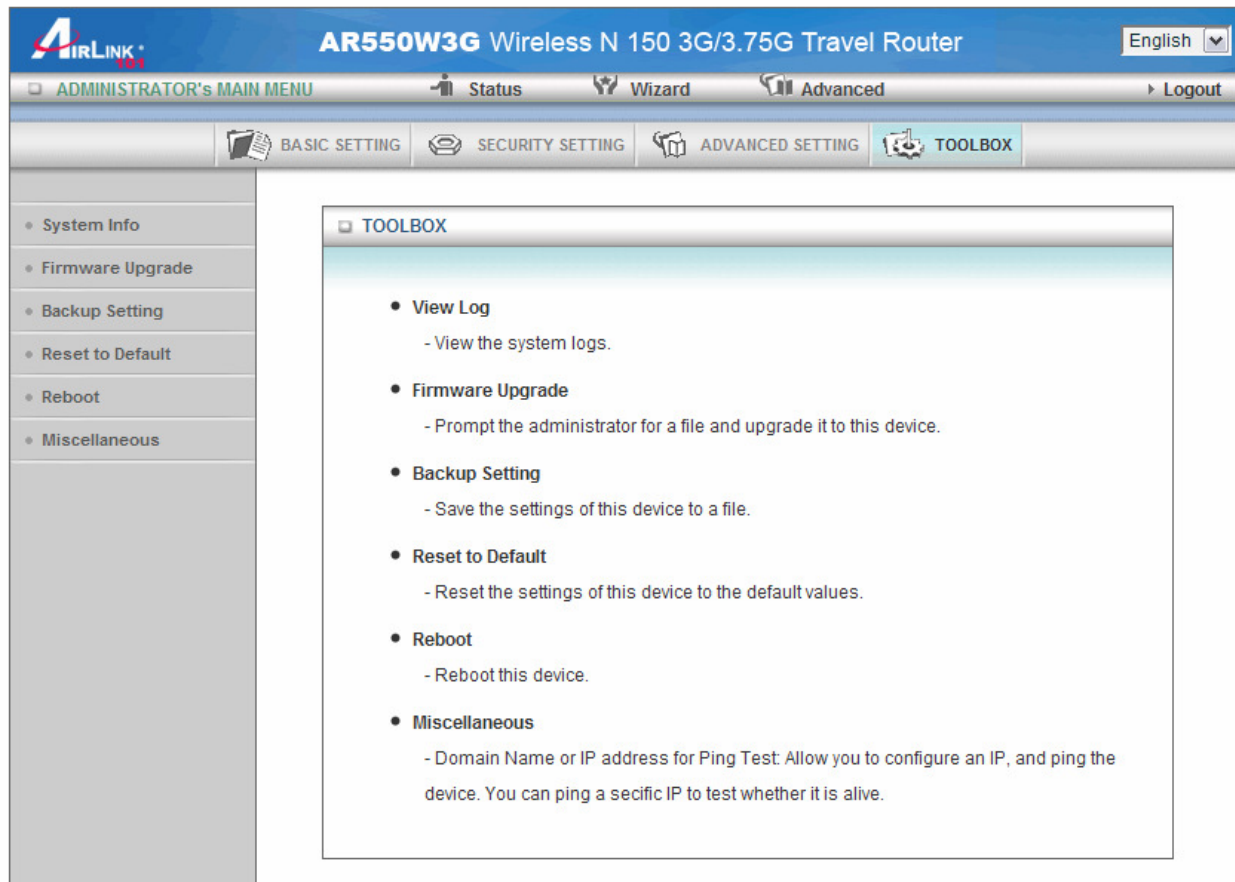 AIRLINK 101
AR550W3G Wireless N 150 3G/3.75G Travel Router
English
ADMINISTRATOR's MAIN MENU
Status
Wizard
Advanced
Logout
BASIC SETTING
SECURITY SETTING
ADVANCED SETTING
TOOLBOX
System Info
Firmware Upgrade
Backup Setting
Reset to Default
Reboot
Miscellaneous
TOOLBOX
View Log
- View the system logs.
Firmware Upgrade
- Prompt the administrator for a file and upgrade it to this device.
Backup Setting
- Save the settings of this device to a file.
Reset to Default
- Reset the settings of this device to the default values.
Reboot
- Reboot this device.
Miscellaneous
- Domain Name or IP address for Ping Test: Allow you to configure an IP, and ping the
device. You can ping a secific IP to test whether it is alive.